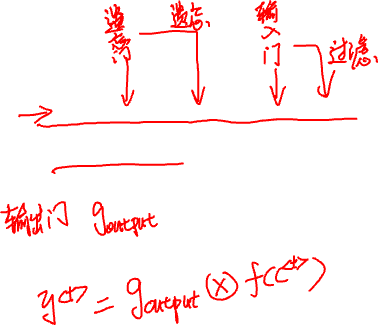 遗忘门 遗忘 输入门 过滤
输出门 g_output
y^<t> = g_output ⊗ f(c^<t>)